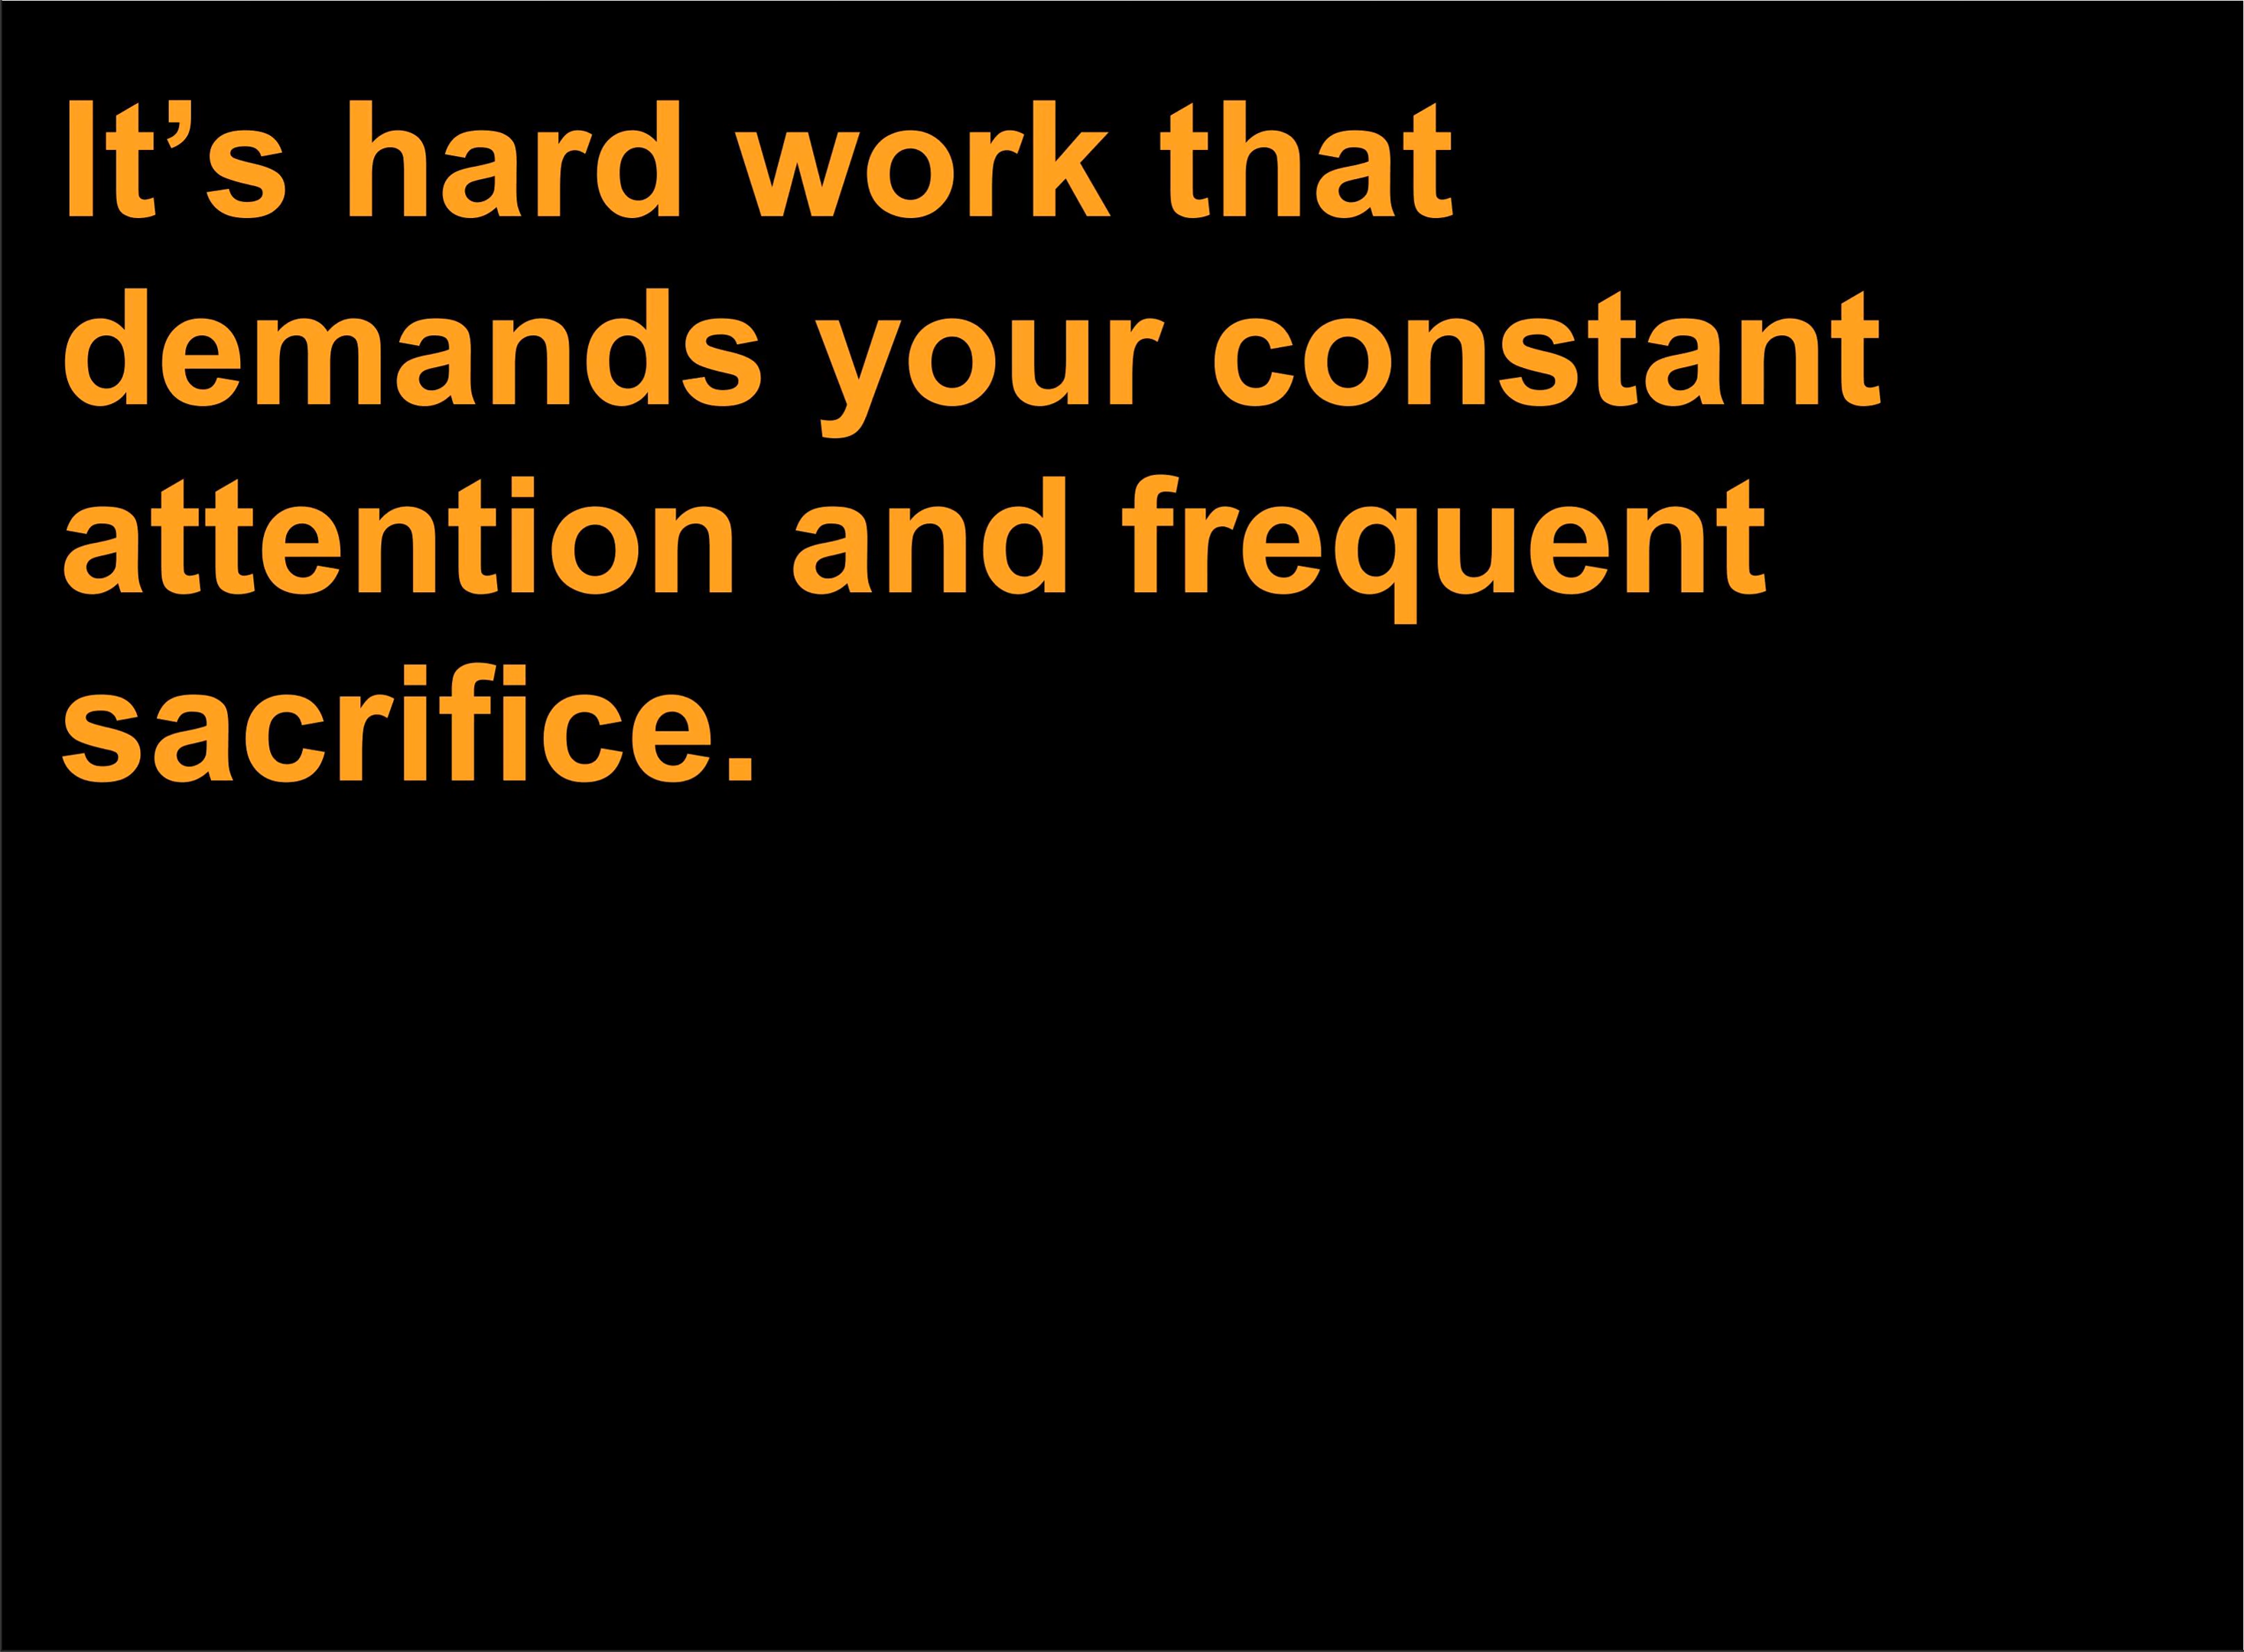 It’s hard work that
demands your constant
attention and frequent
sacrifice.